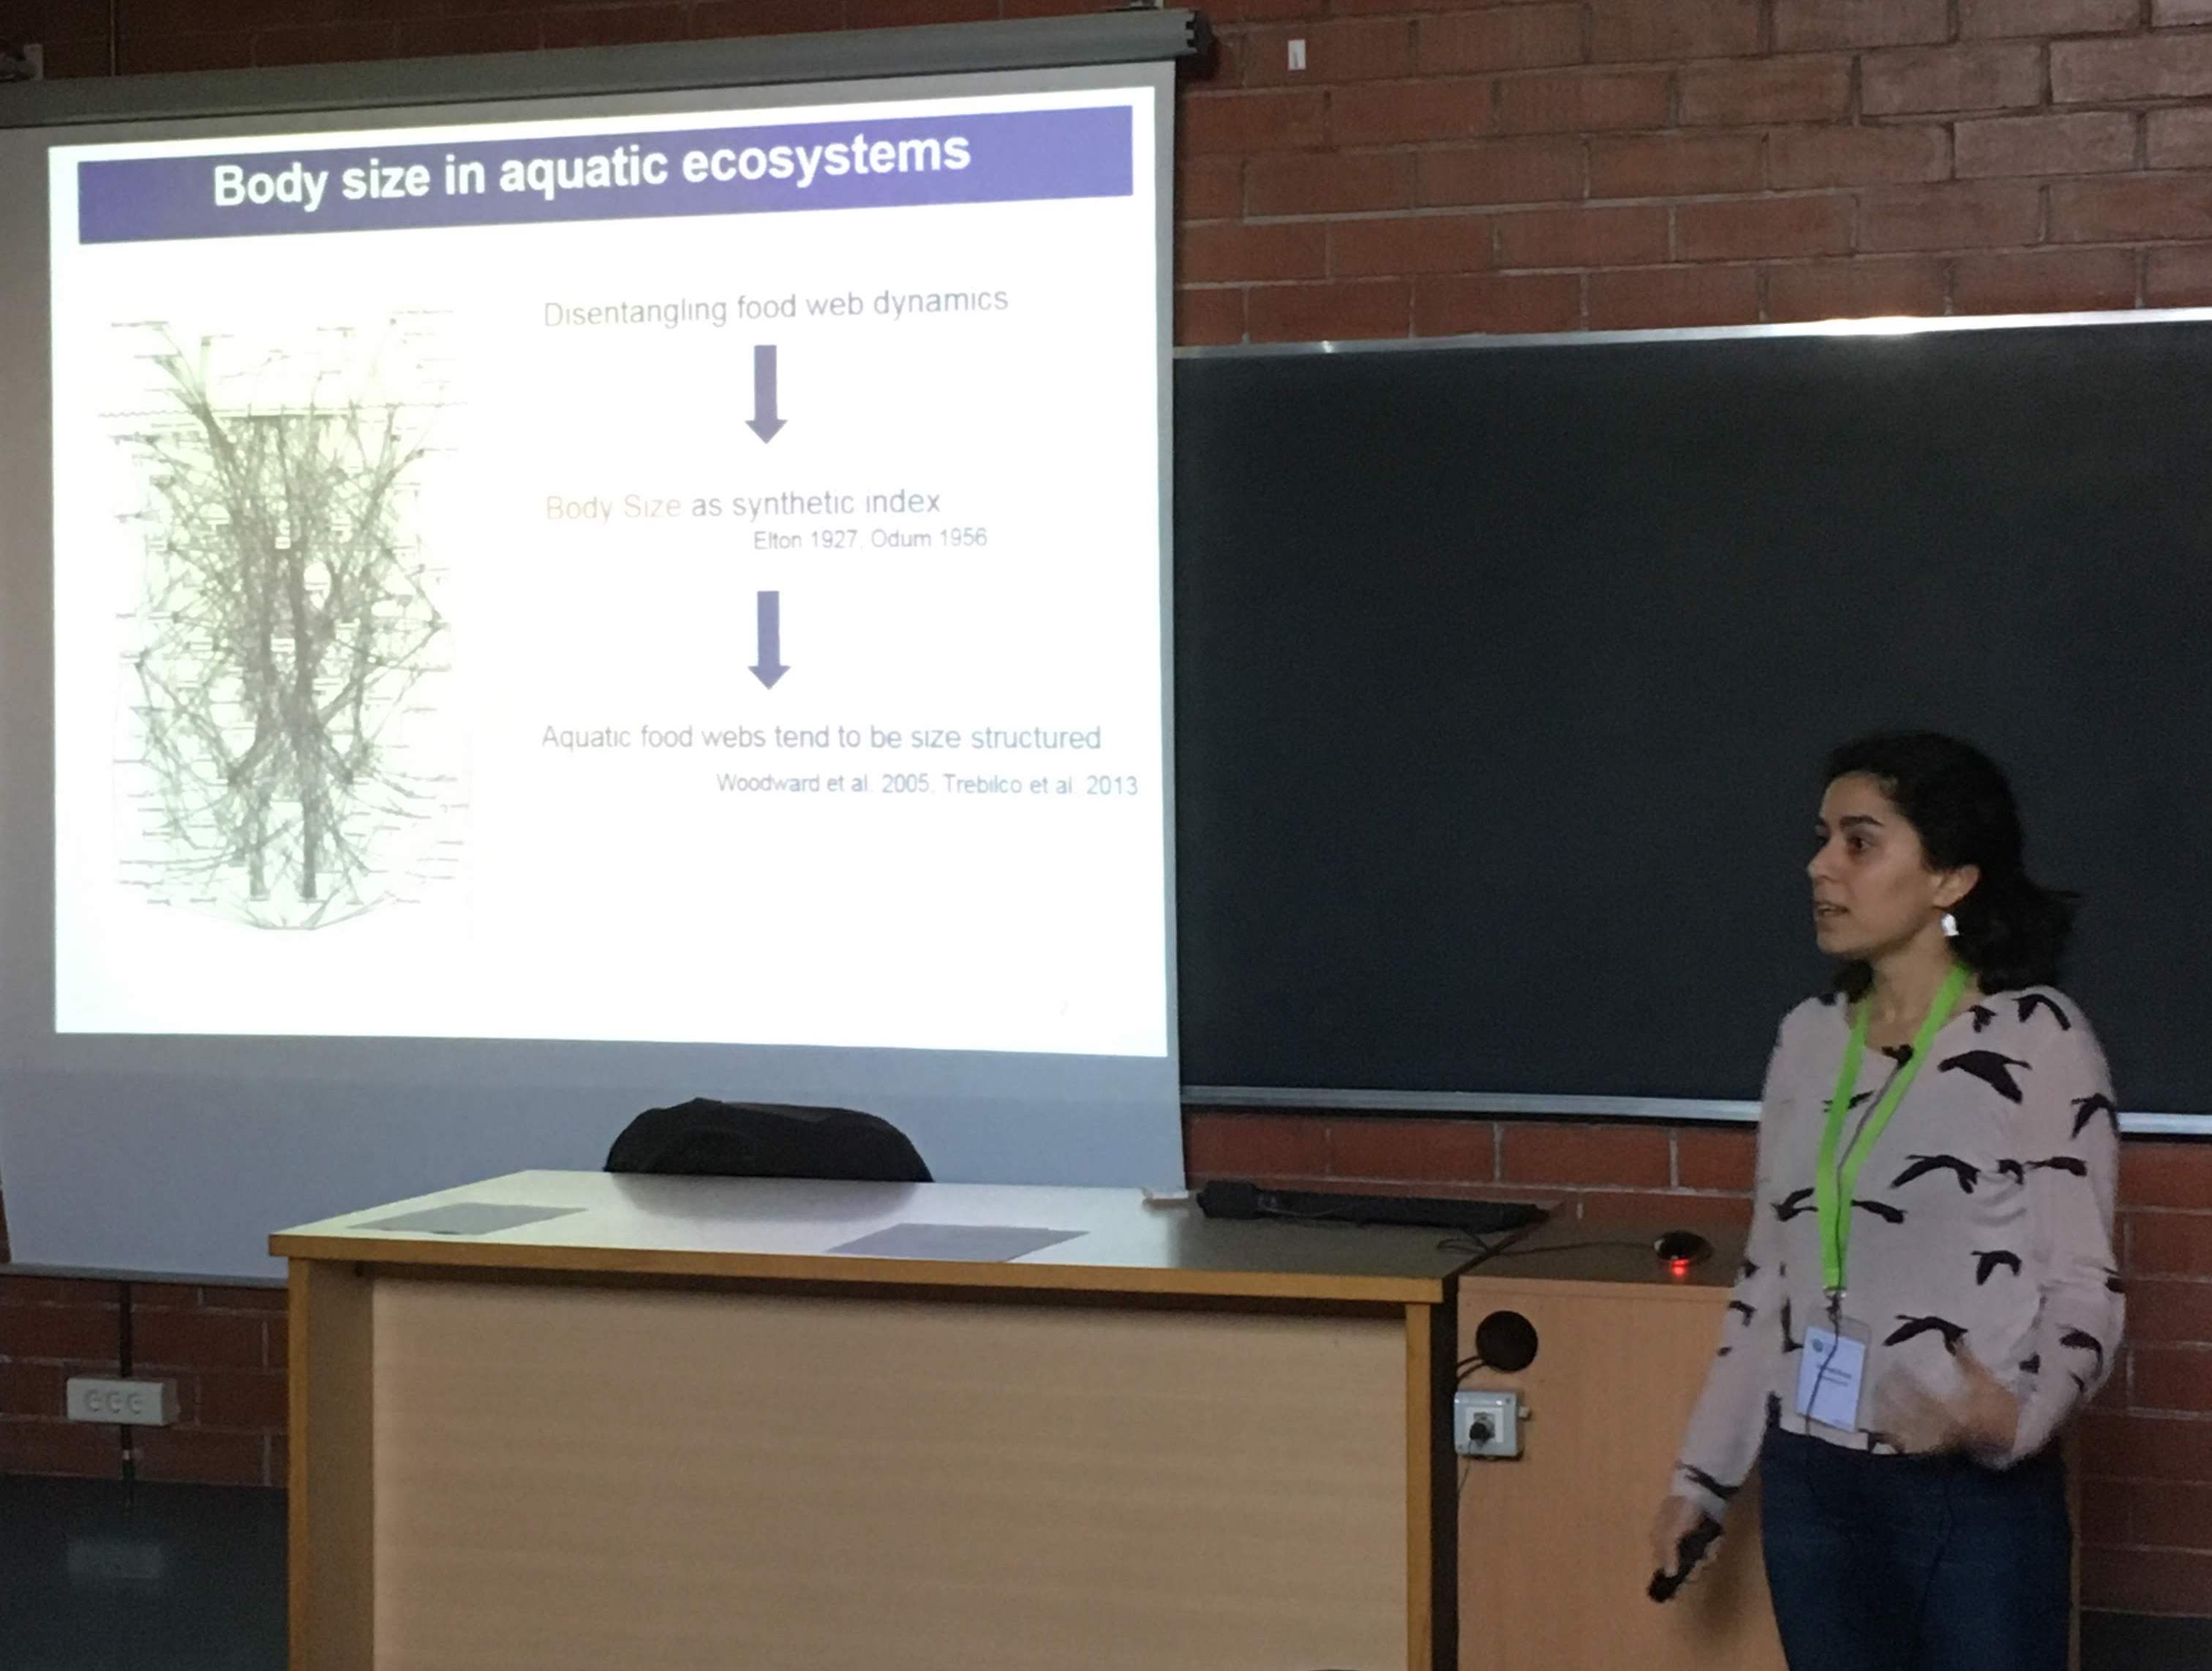 Body size in aquatic ecosystems
Disentangling food web dynamics
Body Size as synthetic index
Elton 1927, Odum 1956
Aquatic food webs tend to be size structured
Woodward et al. 2005, Trebilco et al. 2013